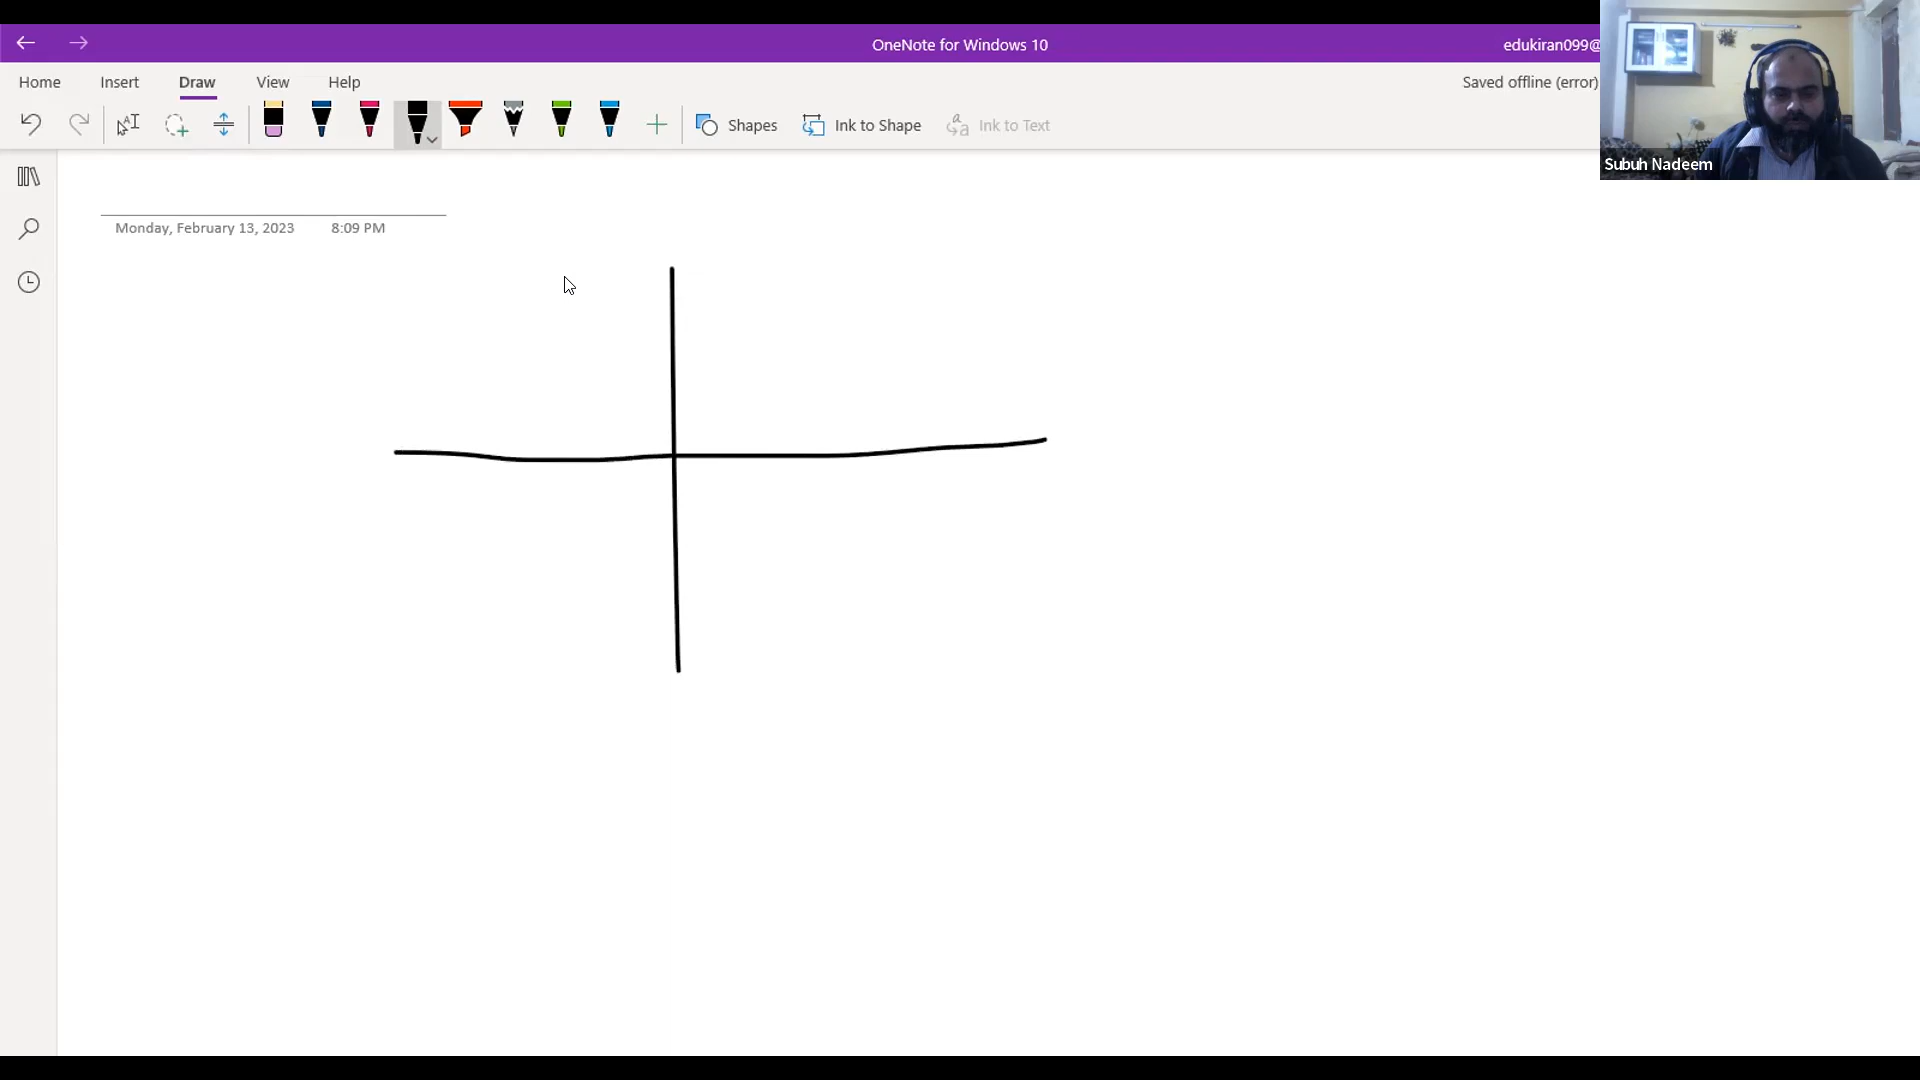 OneNote for Windows 10
edukiran099@
Home Insert Draw View Help
Saved offline (error)
Shapes Ink to Shape Ink to Text
Subuh Nadeem
Monday, February 13, 2023 8:09 PM